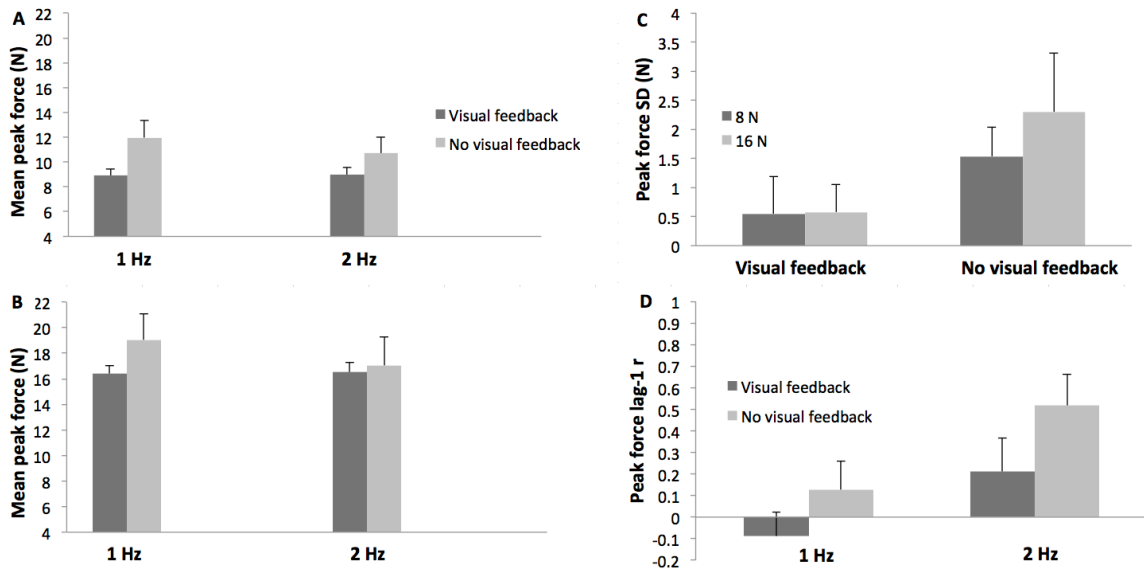 A
Mean peak force (N)
22
20
18
16
14
12
10
8
6
4
Visual feedback
No visual feedback
1 Hz
2 Hz
B
Mean peak force (N)
22
20
18
16
14
12
10
8
6
4
1 Hz
2 Hz
C
Peak force SD (N)
4
3.5
3
2.5
2
1.5
1
0.5
0
8 N
16 N
Visual feedback
No visual feedback
D
Peak force lag-1 r
1
0.9
0.8
0.7
0.6
0.5
0.4
0.3
0.2
0.1
0
-0.1
-0.2
Visual feedback
No visual feedback
1 Hz
2 Hz